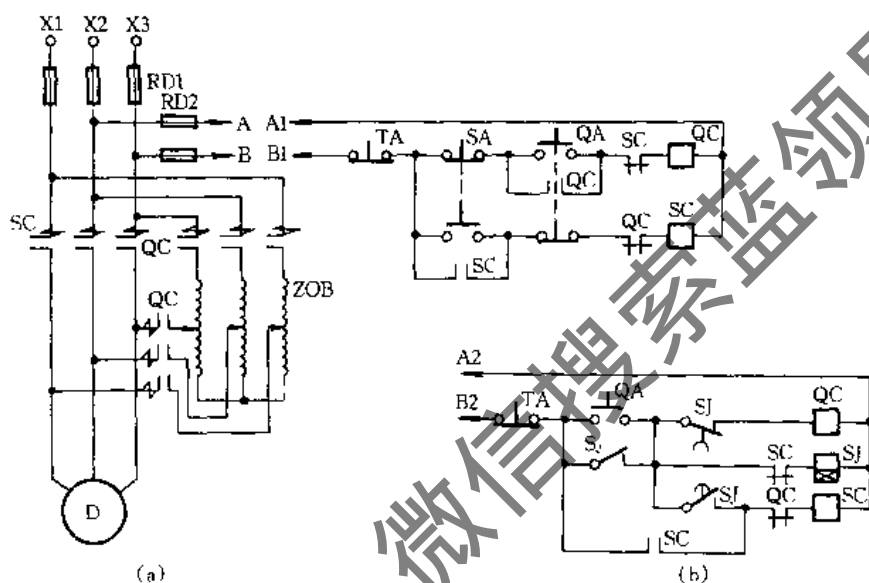 X1 X2 X3
RD1
RD2
A A1
B B1
TA SA QA SC QC
QC
QC SC
SC
SC
QC
ZOB
QC
A2
B2 TA QA SJ QC
SJ
SC SJ
SJ QC SC
SC
D
(a) (b)
微信搜索蓝领